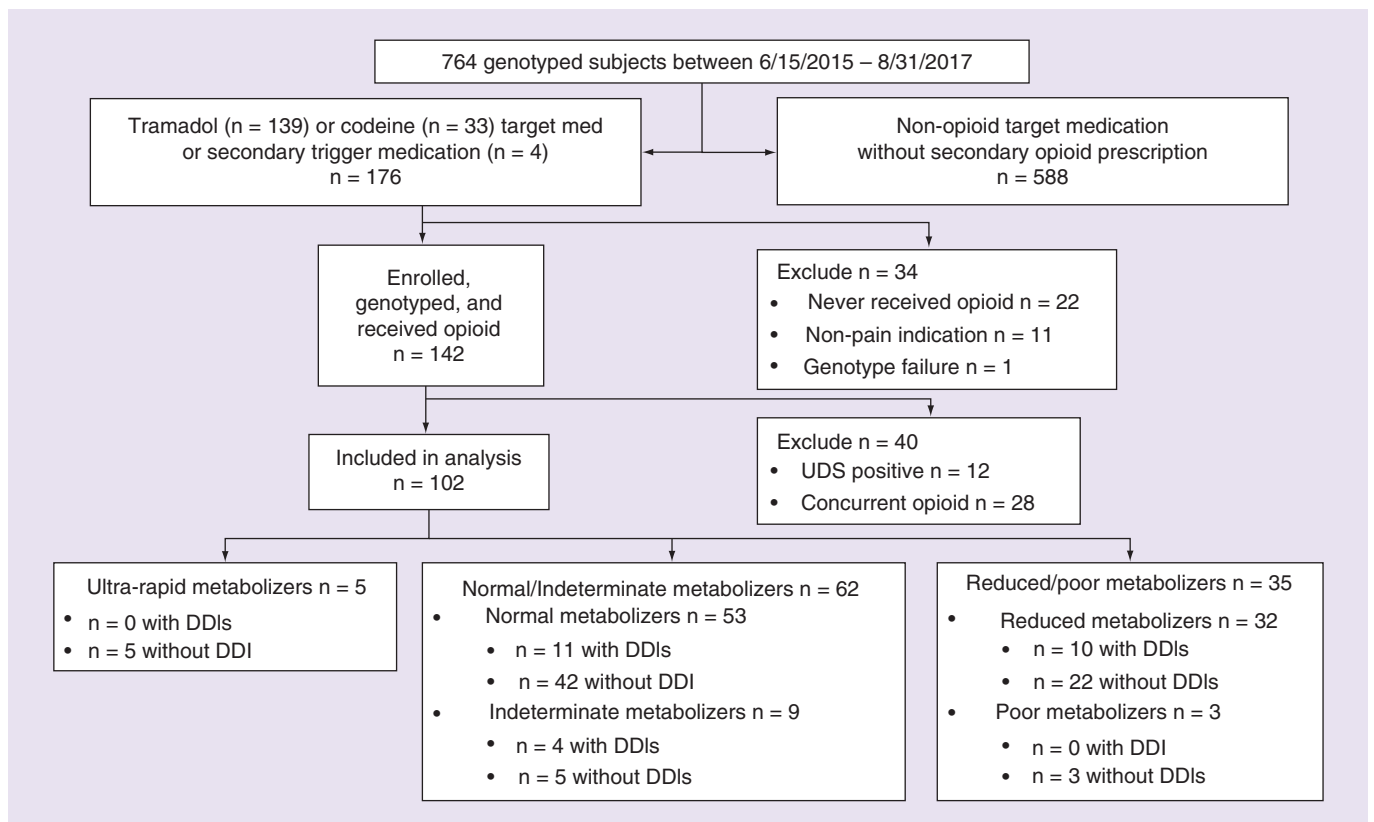 764 genotyped subjects between 6/15/2015 – 8/31/2017
Tramadol (n = 139) or codeine (n = 33) target med
or secondary trigger medication (n = 4)
n = 176
Non-opioid target medication
without secondary opioid prescription
n = 588
Enrolled,
genotyped, and
received opioid
n = 142
Exclude n = 34
• Never received opioid n = 22
• Non-pain indication n = 11
• Genotype failure n = 1
Included in analysis
n = 102
Exclude n = 40
• UDS positive n = 12
• Concurrent opioid n = 28
Ultra-rapid metabolizers n = 5
• n = 0 with DDIs
• n = 5 without DDI
Normal/Indeterminate metabolizers n = 62
• Normal metabolizers n = 53
• n = 11 with DDIs
• n = 42 without DDI
• Indeterminate metabolizers n = 9
• n = 4 with DDIs
• n = 5 without DDIs
Reduced/poor metabolizers n = 35
• Reduced metabolizers n = 32
• n = 10 with DDIs
• n = 22 without DDIs
• Poor metabolizers n = 3
• n = 0 with DDI
• n = 3 without DDIs